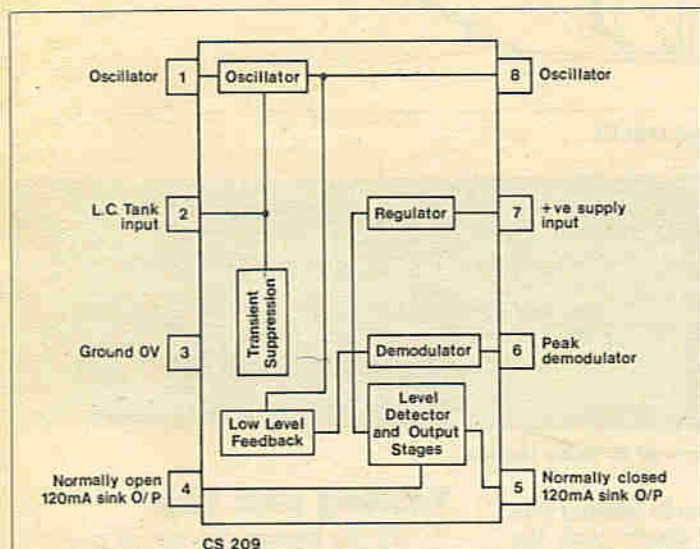 Oscillator 1 Oscillator 8 Oscillator
L.C. Tank
input
2
Regulator 7
+ve supply
input
Transient
Suppression
Ground 0V 3
Demodulator 6
Peak
demodulator
Low Level
Feedback
Level
Detector
and Output
Stages
Normally open
120mA sink O/P
4
5
Normally closed
120mA sink O/P
CS 209